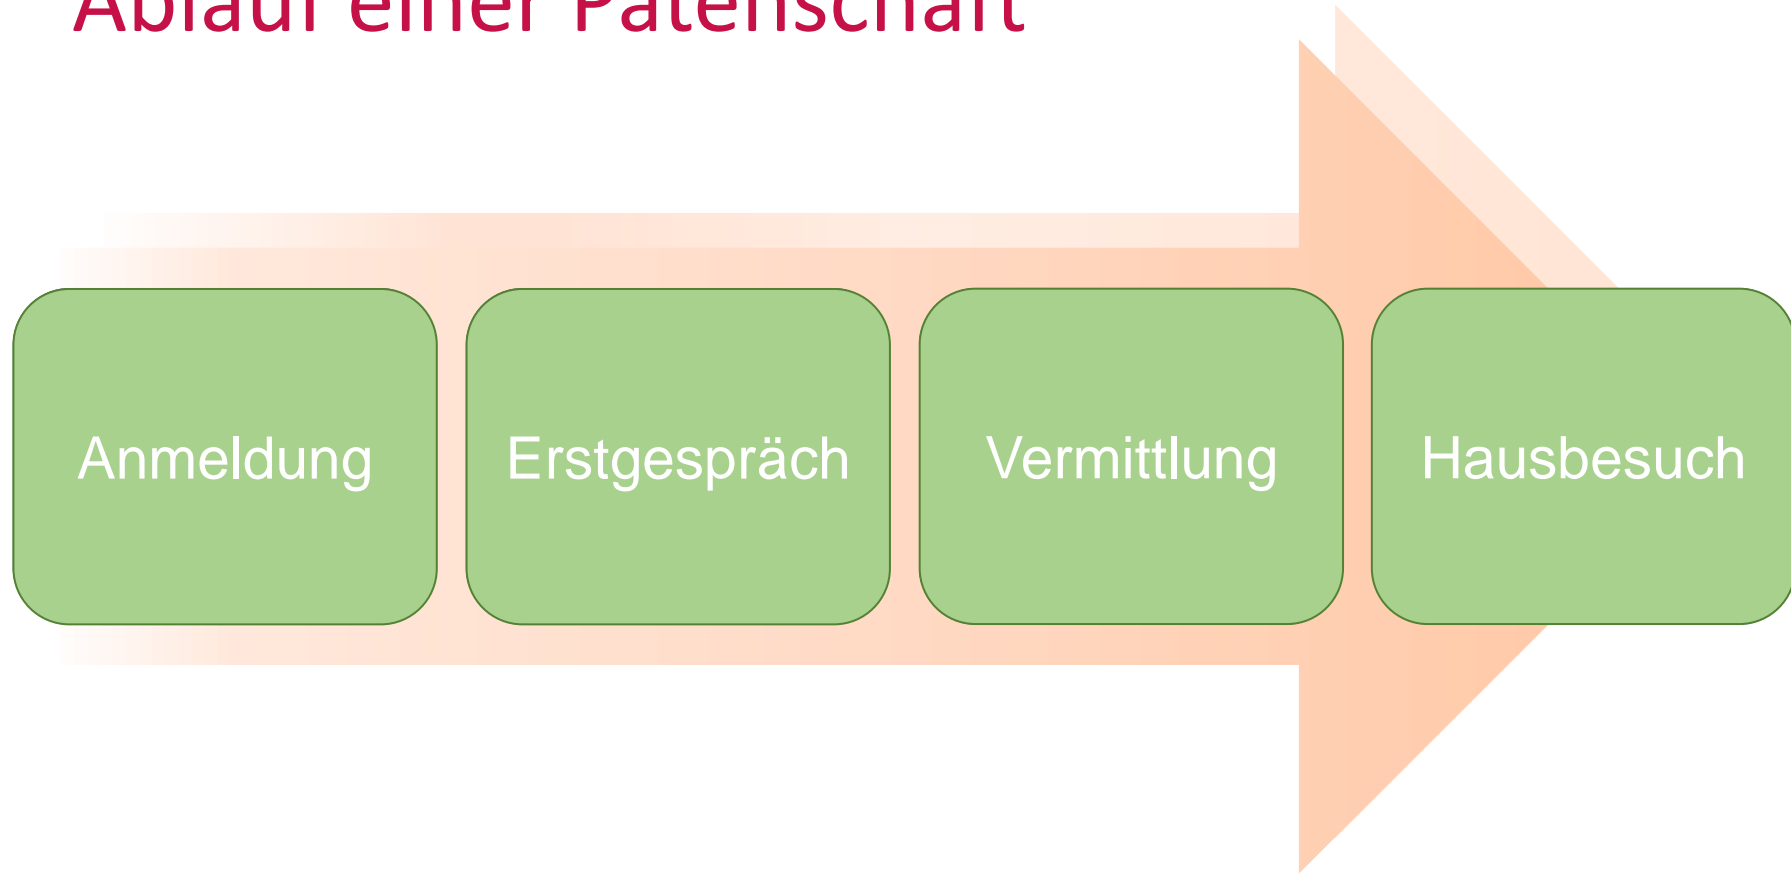 Ablauf einer Patenschaft
Anmeldung
Erstgespräch
Vermittlung
Hausbesuch